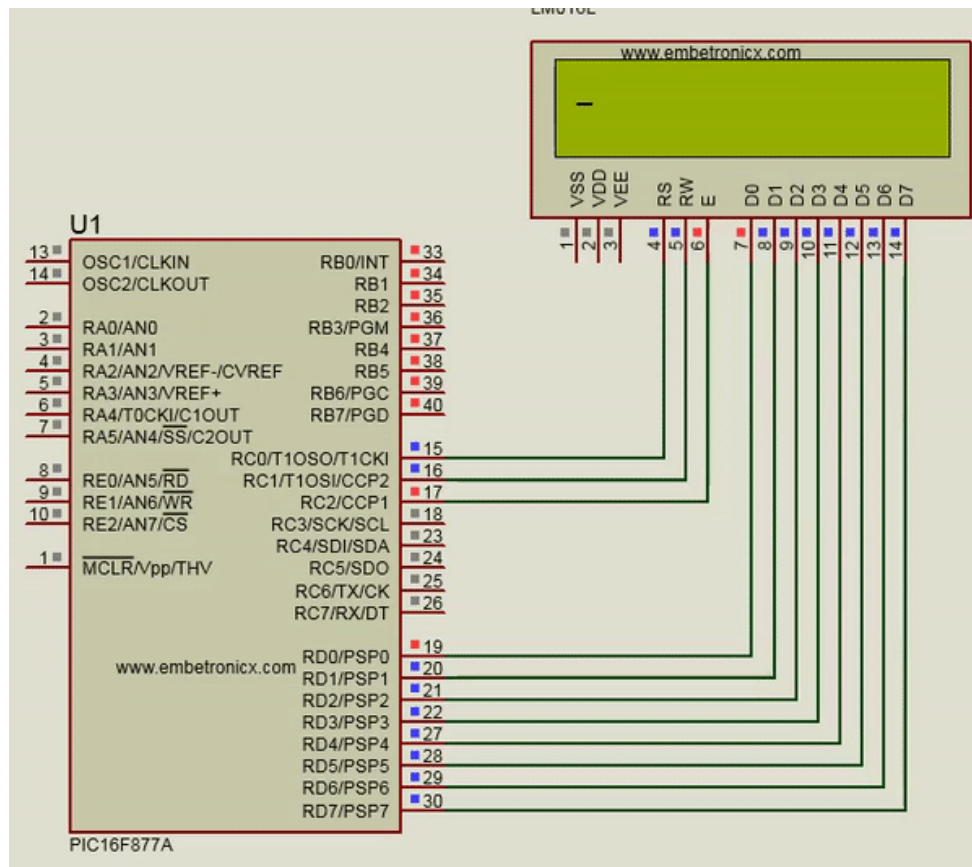 LM016L
www.embetronicx.com
VSS
VDD
VEE
RS
RW
E
D0
D1
D2
D3
D4
D5
D6
D7
1
2
3
4
5
6
7
8
9
10
11
12
13
14
U1
13 OSC1/CLKIN
14 OSC2/CLKOUT
2 RA0/AN0
3 RA1/AN1
4 RA2/AN2/VREF-/CVREF
5 RA3/AN3/VREF+
6 RA4/T0CKI/C1OUT
7 RA5/AN4/SS/C2OUT
8 RE0/AN5/RD
9 RE1/AN6/WR
10 RE2/AN7/CS
1 MCLR/Vpp/THV
RB0/INT 33
RB1 34
RB2 35
RB3/PGM 36
RB4 37
RB5 38
RB6/PGC 39
RB7/PGD 40
RC0/T1OSO/T1CKI 15
RC1/T1OSI/CCP2 16
RC2/CCP1 17
RC3/SCK/SCL 18
RC4/SDI/SDA 23
RC5/SDO 24
RC6/TX/CK 25
RC7/RX/DT 26
RD0/PSP0 19
RD1/PSP1 20
RD2/PSP2 21
RD3/PSP3 22
RD4/PSP4 27
RD5/PSP5 28
RD6/PSP6 29
RD7/PSP7 30
www.embetronicx.com
PIC16F877A